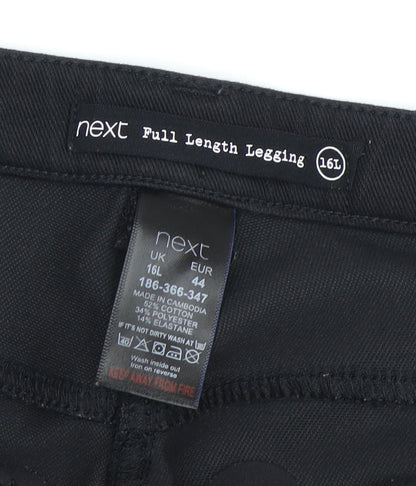 next Full Length Legging 16L
next
UK EUR
16L 44
186-366-347
MADE IN CAMBODIA
52% COTTON
34% POLYESTER
14% ELASTANE
IF IT'S NOT DIRTY WASH AT
40
Wash inside out
Iron on reverse
KEEP AWAY FROM FIRE